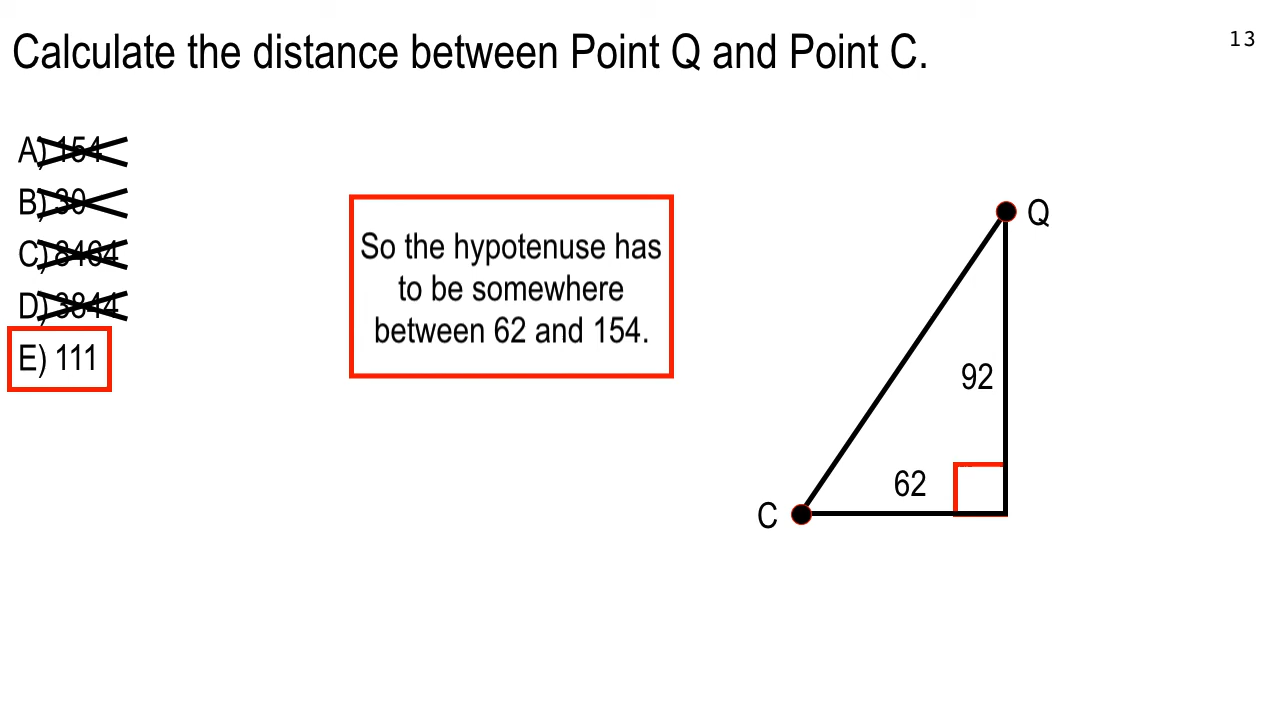 Calculate the distance between Point Q and Point C.
13
A) 154
B) 30
C) 8464
D) 3844
E) 111
So the hypotenuse has
to be somewhere
between 62 and 154.
Q
92
62
C